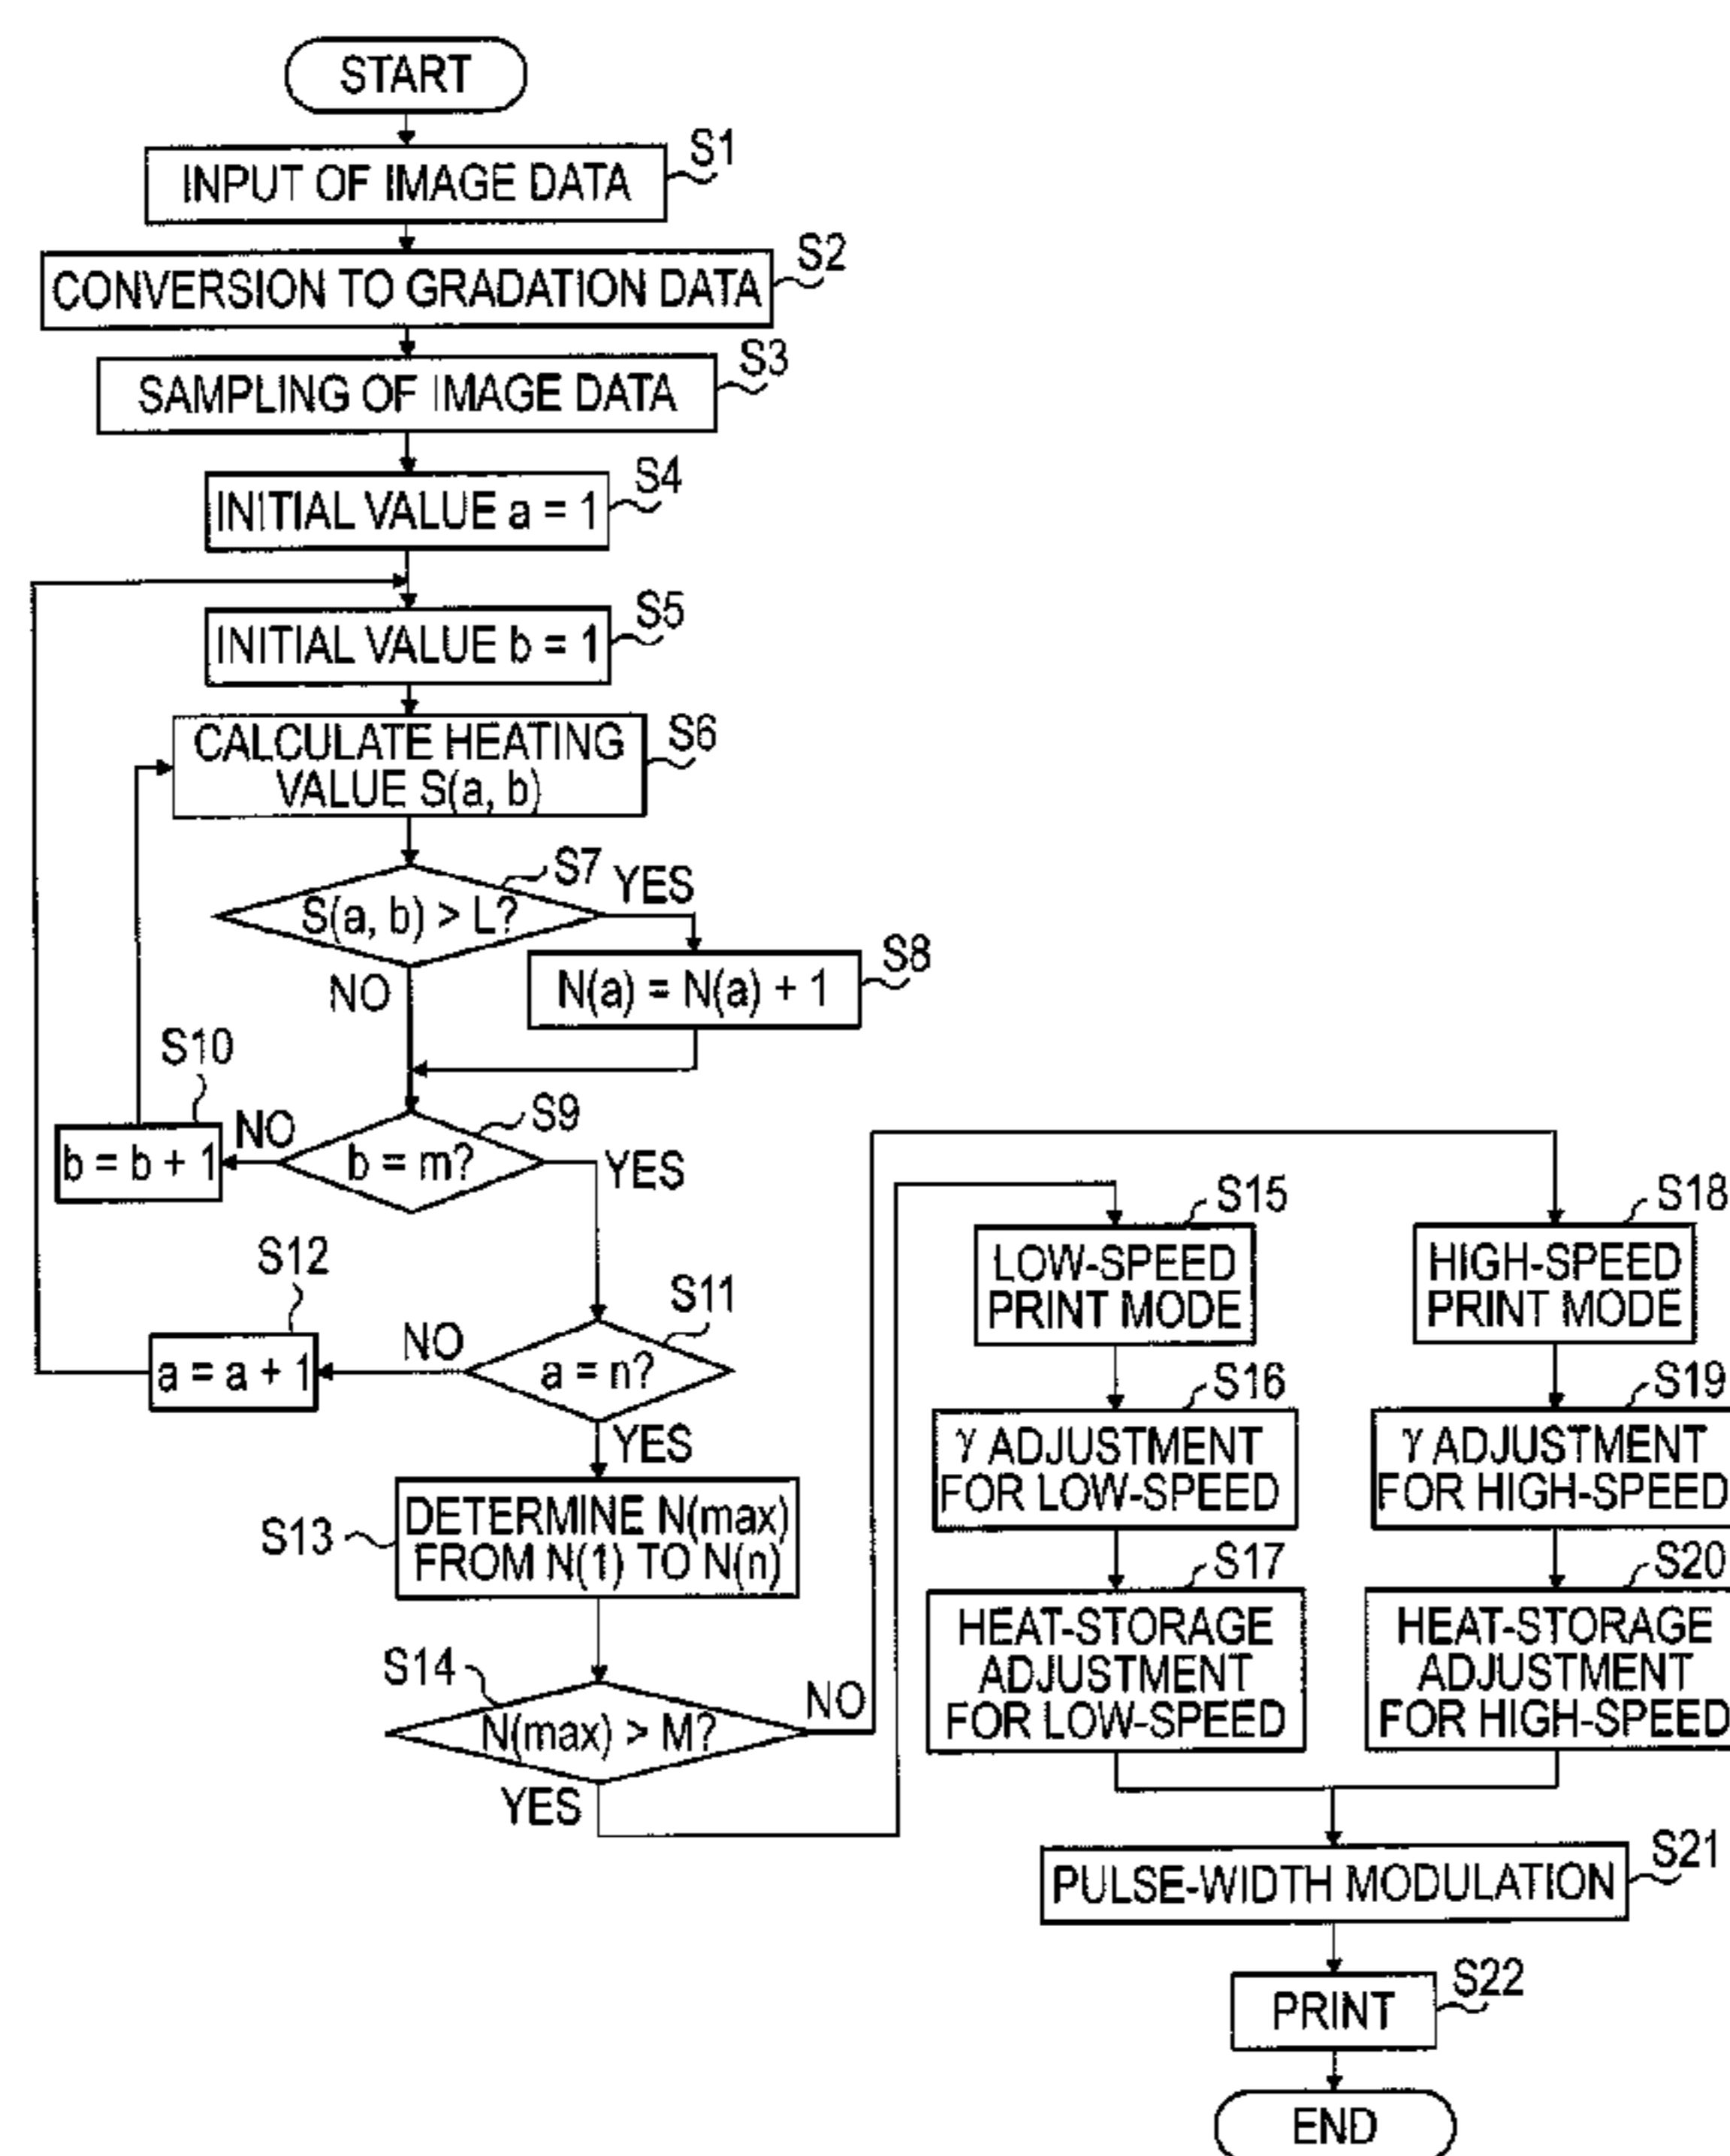 START
INPUT OF IMAGE DATA
S1
CONVERSION TO GRADATION DATA
S2
SAMPLING OF IMAGE DATA
S3
INITIAL VALUE a = 1
S4
INITIAL VALUE b = 1
S5
CALCULATE HEATING
VALUE S(a, b)
S6
S(a, b) > L?
S7
YES
NO
N(a) = N(a) + 1
S8
b = m?
S9
NO
YES
S10
b = b + 1
a = n?
S11
NO
YES
S12
a = a + 1
S13
DETERMINE N(max)
FROM N(1) TO N(n)
S14
N(max) > M?
NO
YES
S15
LOW-SPEED
PRINT MODE
S16
γ ADJUSTMENT
FOR LOW-SPEED
S17
HEAT-STORAGE
ADJUSTMENT
FOR LOW-SPEED
S18
HIGH-SPEED
PRINT MODE
S19
γ ADJUSTMENT
FOR HIGH-SPEED
S20
HEAT-STORAGE
ADJUSTMENT
FOR HIGH-SPEED
PULSE-WIDTH MODULATION
S21
PRINT
S22
END